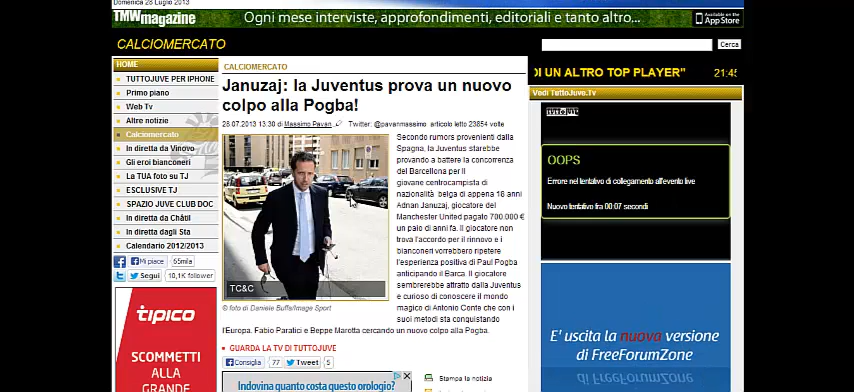 Domenica 28 Luglio 2013
TMWmagazine
Ogni mese interviste, approfondimenti, editoriali e tanto altro...
Available on the
App Store
CALCIOMERCATO
Cerca
HOME
TUTTOJUVE PER IPHONE
Primo piano
Web Tv
Altre notizie
Calciomercato
In diretta da Vinovo
Gli eroi bianconeri
La TUA foto su TJ
ESCLUSIVE TJ
SPAZIO JUVE CLUB DOC
In diretta da Châtil
In diretta dagli Stati
Calendario 2012/2013
Mi piace
65mila
Segui
10,1K follower
tipico
SCOMMETTI
ALLA
GRANDE
CALCIOMERCATO
Januzaj: la Juventus prova un nuovo
colpo alla Pogba!
28.07.2013 13.30 di Massimo Pavan
Twitter: @pavanmassimo articolo letto 23854 volte
TC&C
© foto di Daniele Buffa/Image Sport
Secondo rumors provenienti dalla
Spagna, la Juventus starebbe
provando a battere la concorrenza
del Barcellona per il
giovane centrocampista di
nazionalità belga di appena 18 anni
Adnan Januzaj, giocatore del
Manchester United pagato 700.000 €
un paio di anni fa. Il giocatore non
trova l'accordo per il rinnovo e i
bianconeri vorrebbero ripetere
l'esperienza positiva di Paul Pogba
anticipando il Barca. Il giocatore
sembrerebbe attratto dalla Juventus
e curioso di conoscere il mondo
magico di Antonio Conte che con i
suoi metodi sta conquistando
l'Europa. Fabio Paratici e Beppe Marotta cercando un nuovo colpo alla Pogba.
GUARDA LA TV DI TUTTOJUVE
Consiglia
77
Tweet
5
Indovina quanto costa questo orologio?
Stampa la notizia
DI UN ALTRO TOP PLAYER"
21:45
Vedi TuttoJuve.Tv
TuttoJuve
OOPS
Errore nel tentativo di collegamento all'evento live
Nuovo tentativo fra 00:07 secondi
E' uscita la nuova versione
di FreeForumZone